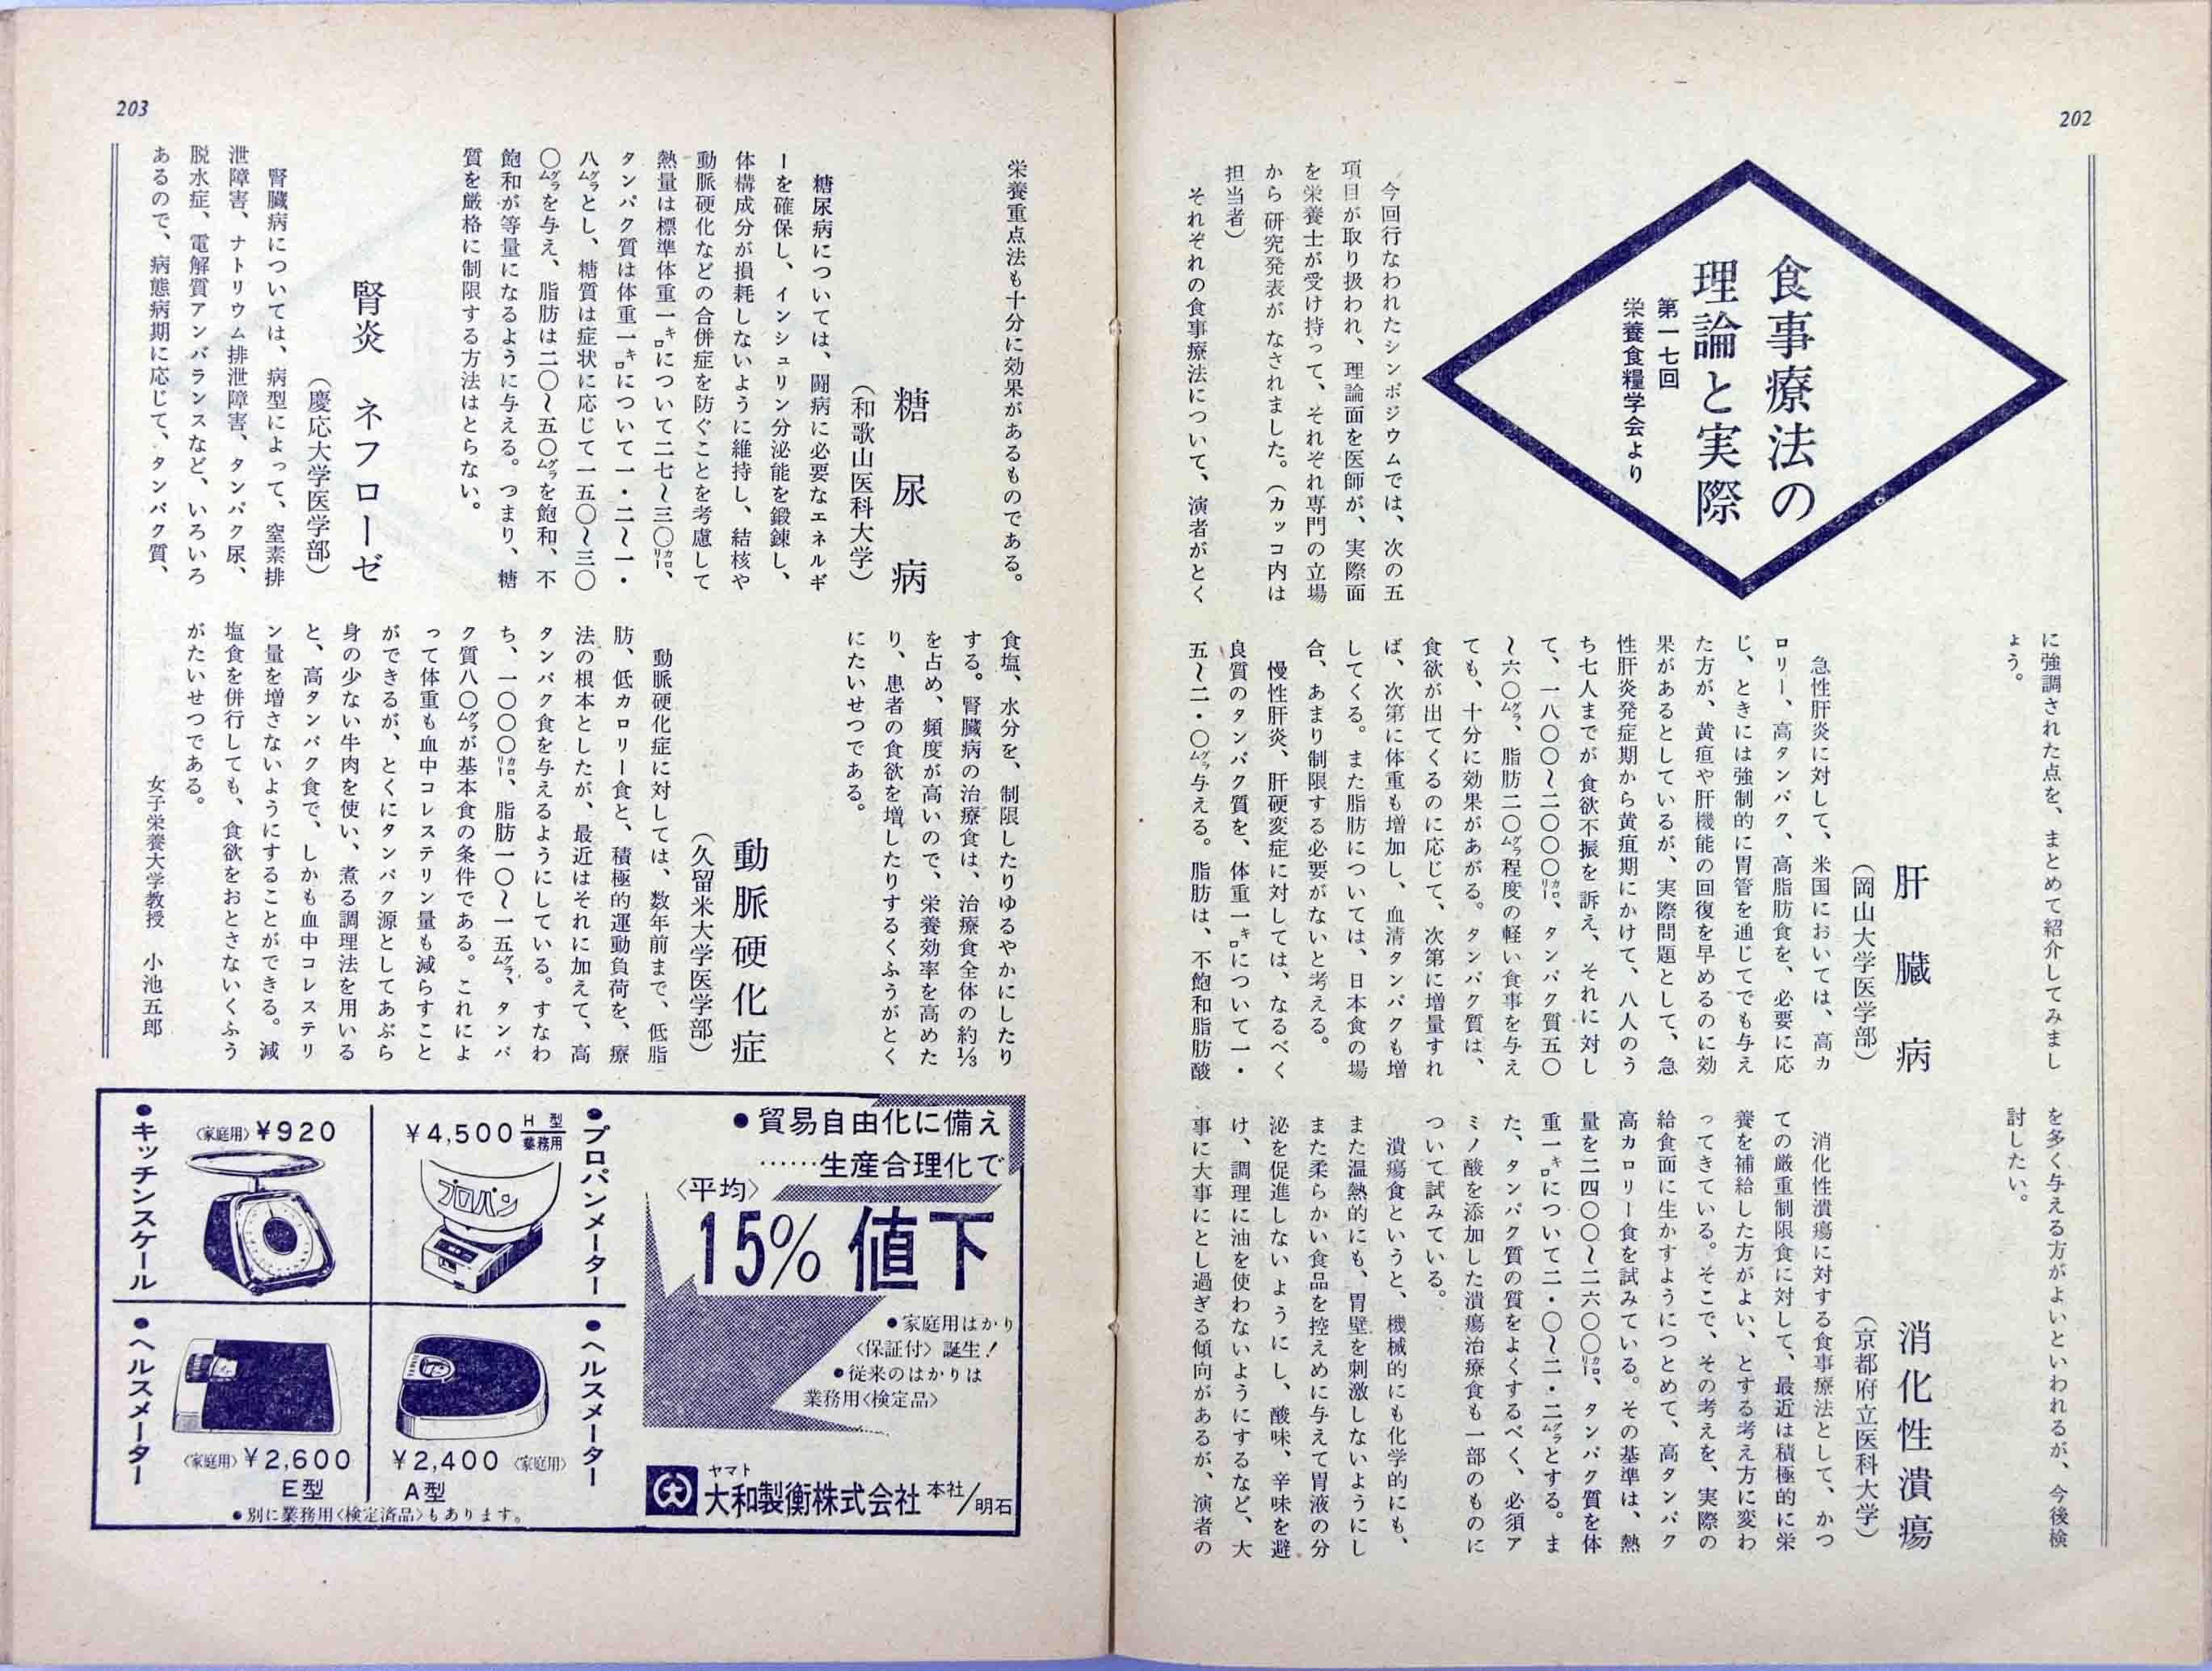 202
食事療法の
理論と実際
第一七回
栄養食糧学会より
今回行なわれたシンポジウムでは、次の五
項目が取り扱われ、理論面を医師が、実際面
を栄養士が受け持って、それぞれ専門の立場
から研究発表がなされました。（カッコ内は
担当者）
それぞれの食事療法について、演者がとく
に強調された点を、まとめて紹介してみまし
ょう。
肝臓病
（岡山大学医学部）
急性肝炎に対して、米国においては、高カ
ロリー、高タンパク、高脂肪食を、必要に応
じ、ときには強制的に胃管を通じてでも与え
た方が、黄疸や肝機能の回復を早めるのに効
果があるとしているが、実際問題として、急
性肝炎発症期から黄疸期にかけて、八人のう
ち七人までが食欲不振を訴え、それに対し
て、一八〇〇〜二〇〇〇カロリー、タンパク質五〇
〜六〇グラム、脂肪二〇グラム程度の軽い食事を与え
ても、十分に効果があがる。タンパク質は、
食欲が出てくるのに応じて、次第に増量すれ
ば、次第に体重も増加し、血清タンパクも増
してくる。また脂肪については、日本食の場
合、あまり制限する必要がないと考える。
慢性肝炎、肝硬変症に対しては、なるべく
良質のタンパク質を、体重一キロについて一・
五〜二・〇グラム与える。脂肪は、不飽和脂肪酸
を多く与える方がよいといわれるが、今後検
討したい。
消化性潰瘍
（京都府立医科大学）
消化性潰瘍に対する食事療法として、かつ
ての厳重制限食に対して、最近は積極的に栄
養を補給した方がよい、とする考え方に変わ
ってきている。そこで、その考えを、実際の
給食面に生かすようにつとめて、高タンパク
高カロリー食を試みている。その基準は、熱
量を二四〇〇〜二六〇〇カロリー、タンパク質を体
重一キロについて二・〇〜二・二グラムとする。ま
た、タンパク質の質をよくするべく、必須ア
ミノ酸を添加した潰瘍治療食も一部のものに
ついて試みている。
潰瘍食というと、機械的にも化学的にも、
また温熱的にも、胃壁を刺激しないようにし
また柔らかい食品を控えめに与えて胃液の分
泌を促進しないようにし、酸味、辛味を避
け、調理に油を使わないようにするなど、大
事に大事にとし過ぎる傾向があるが、演者の
203
栄養重点法も十分に効果があるものである。
糖尿病
（和歌山医科大学）
糖尿病については、闘病に必要なエネルギ
ーを確保し、インシュリン分泌能を鍛錬し、
体構成分が損耗しないように維持し、結核や
動脈硬化などの合併症を防ぐことを考慮して
熱量は標準体重一キロについて二七〜三〇カロリー、
タンパク質は体重一キロについて一・二〜一・
八グラムとし、糖質は症状に応じて一五〇〜三〇
〇グラムを与え、脂肪は二〇〜五〇グラムを飽和、不
飽和が等量になるように与える。つまり、糖
質を厳格に制限する方法はとらない。
腎炎 ネフローゼ
（慶応大学医学部）
腎臓病については、病型によって、窒素排
泄障害、ナトリウム排泄障害、タンパク尿、
脱水症、電解質アンバランスなど、いろいろ
あるので、病態病期に応じて、タンパク質、
食塩、水分を、制限したりゆるやかにしたり
する。腎臓病の治療食は、治療食全体の約1/3
を占め、頻度が高いので、栄養効率を高めた
り、患者の食欲を増したりするくふうがとく
にたいせつである。
動脈硬化症
（久留米大学医学部）
動脈硬化症に対しては、数年前まで、低脂
肪、低カロリー食と、積極的運動負荷を、療
法の根本としたが、最近はそれに加えて、高
タンパク食を与えるようにしている。すなわ
ち、一〇〇〇カロリー、脂肪一〇〜一五グラム、タンパ
ク質八〇グラムが基本食の条件である。これによ
って体重も血中コレステリン量も減らすこと
ができるが、とくにタンパク源としてあぶら
身の少ない牛肉を使い、煮る調理法を用いる
と、高タンパク食で、しかも血中コレステリ
ン量を増さないようにすることができる。減
塩食を併行しても、食欲をおとさないくふう
がたいせつである。
女子栄養大学教授 小池五郎
●貿易自由化に備え
……生産合理化で
〈平均〉
15% 値下
●家庭用はかり
〈保証付〉誕生！
●従来のはかりは
業務用〈検定品〉
ヤマト
大和製衡株式会社 本社/明石
●プロパンメーター
¥4,500 H型 業務用
プロパン
●キッチンスケール
〈家庭用〉¥920
●ヘルスメーター
¥2,400〈家庭用〉
A型
●ヘルスメーター
〈家庭用〉¥2,600
E型
●別に業務用〈検定済品〉もあります。